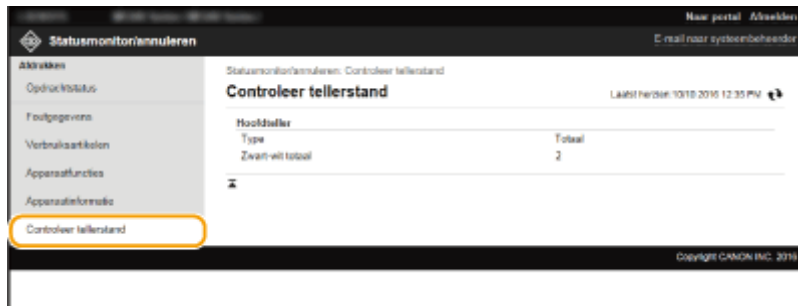 Naar portal Afmelden
Statusmonitor/annuleren
E-mail naar systeembeheerder
Afdrukken
Opdrachtstatus
Foutgegevens
Verbruiksartikelen
Apparaatfuncties
Apparaatinformatie
Controleer tellerstand
Statusmonitor/annuleren: Controleer tellerstand
Controleer tellerstand
Laatst herzien:10/10 2016 12:35 PM
Hoofdteller
Type Totaal
Zwart-wit totaal 2
Copyright CANON INC. 2016